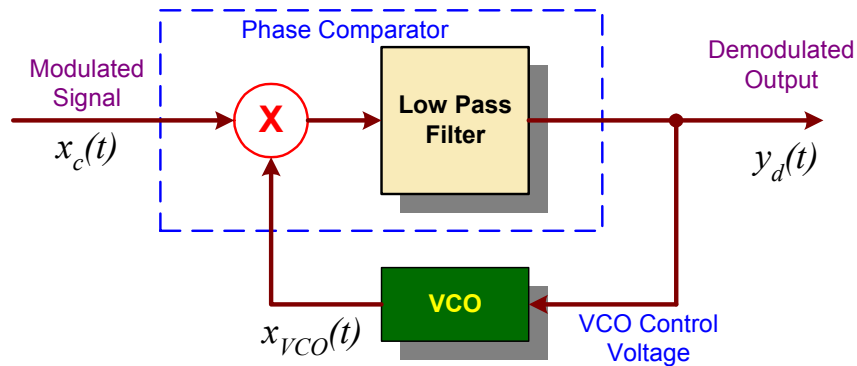 Phase Comparator
Modulated
Signal
x_c(t)
X
Low Pass
Filter
Demodulated
Output
y_d(t)
VCO
x_VCO(t)
VCO Control
Voltage